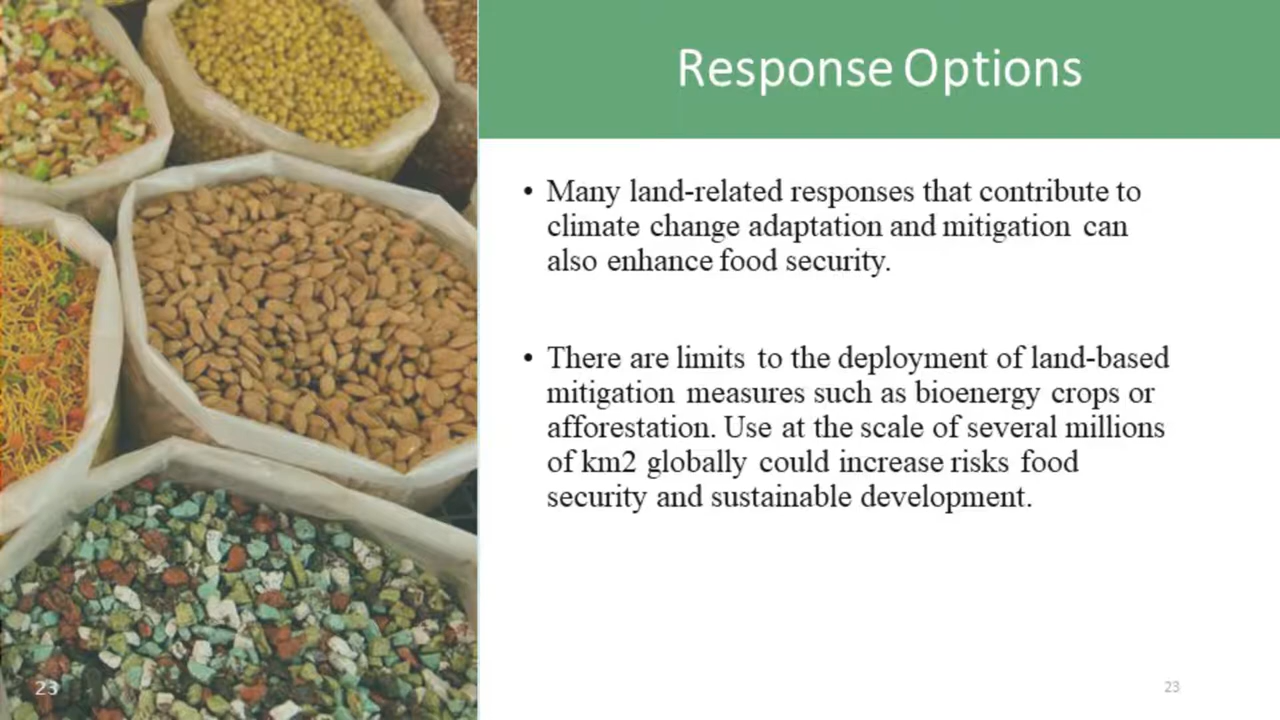 Response Options
• Many land-related responses that contribute to
climate change adaptation and mitigation can
also enhance food security.
• There are limits to the deployment of land-based
mitigation measures such as bioenergy crops or
afforestation. Use at the scale of several millions
of km2 globally could increase risks food
security and sustainable development.
23
23